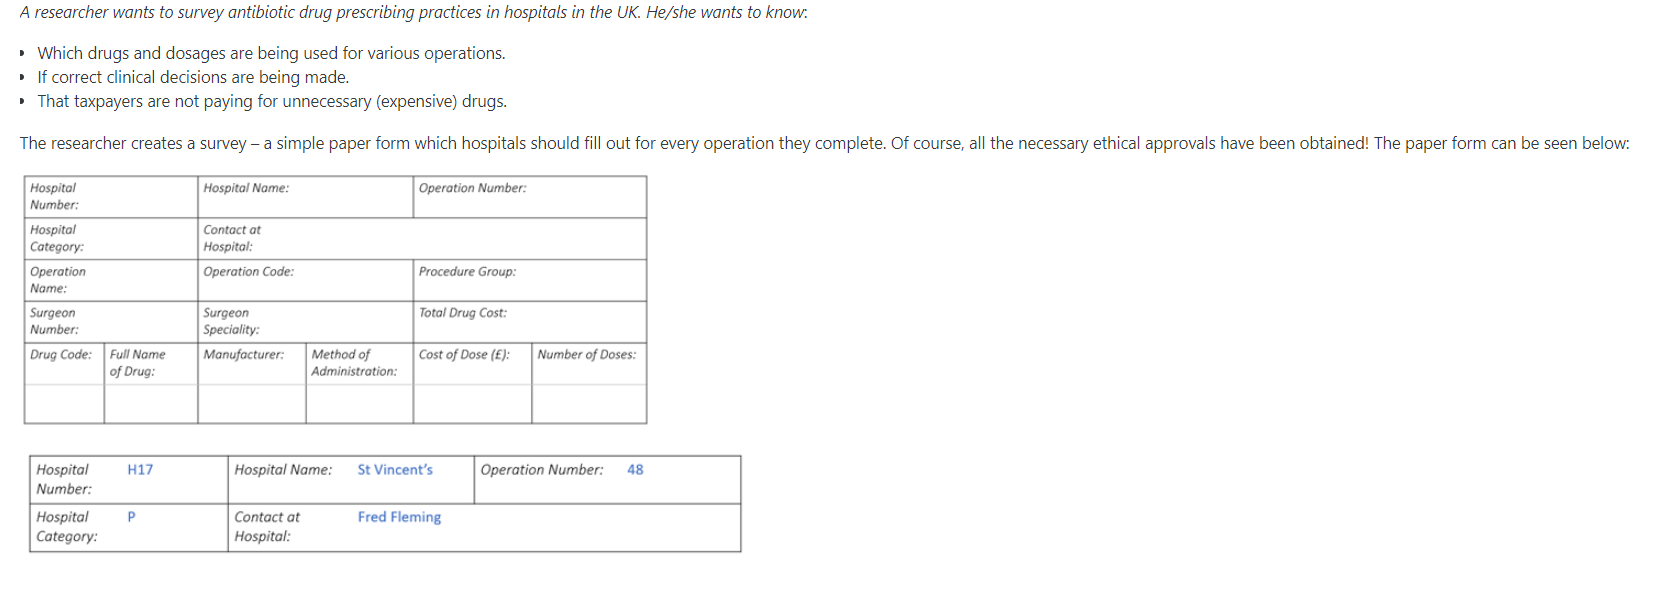 A researcher wants to survey antibiotic drug prescribing practices in hospitals in the UK. He/she wants to know:
• Which drugs and dosages are being used for various operations.
• If correct clinical decisions are being made.
• That taxpayers are not paying for unnecessary (expensive) drugs.
The researcher creates a survey – a simple paper form which hospitals should fill out for every operation they complete. Of course, all the necessary ethical approvals have been obtained! The paper form can be seen below:
Hospital Number: Hospital Name: Operation Number:
Hospital Category: Contact at Hospital:
Operation Name: Operation Code: Procedure Group:
Surgeon Number: Surgeon Speciality: Total Drug Cost:
Drug Code: Full Name of Drug: Manufacturer: Method of Administration: Cost of Dose (£): Number of Doses:
Hospital Number: H17 Hospital Name: St Vincent's Operation Number: 48
Hospital Category: P Contact at Hospital: Fred Fleming